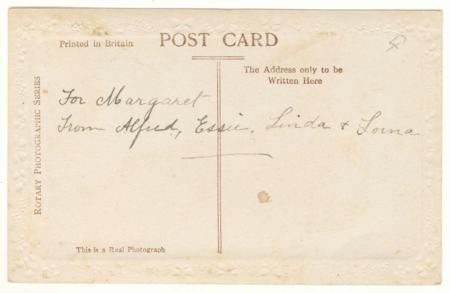 Printed in Britain
POST CARD
The Address only to be
Written Here
For Margaret
From Alfred, Essie, Linda & Lorna
ROTARY PHOTOGRAPHIC SERIES
This is a Real Photograph